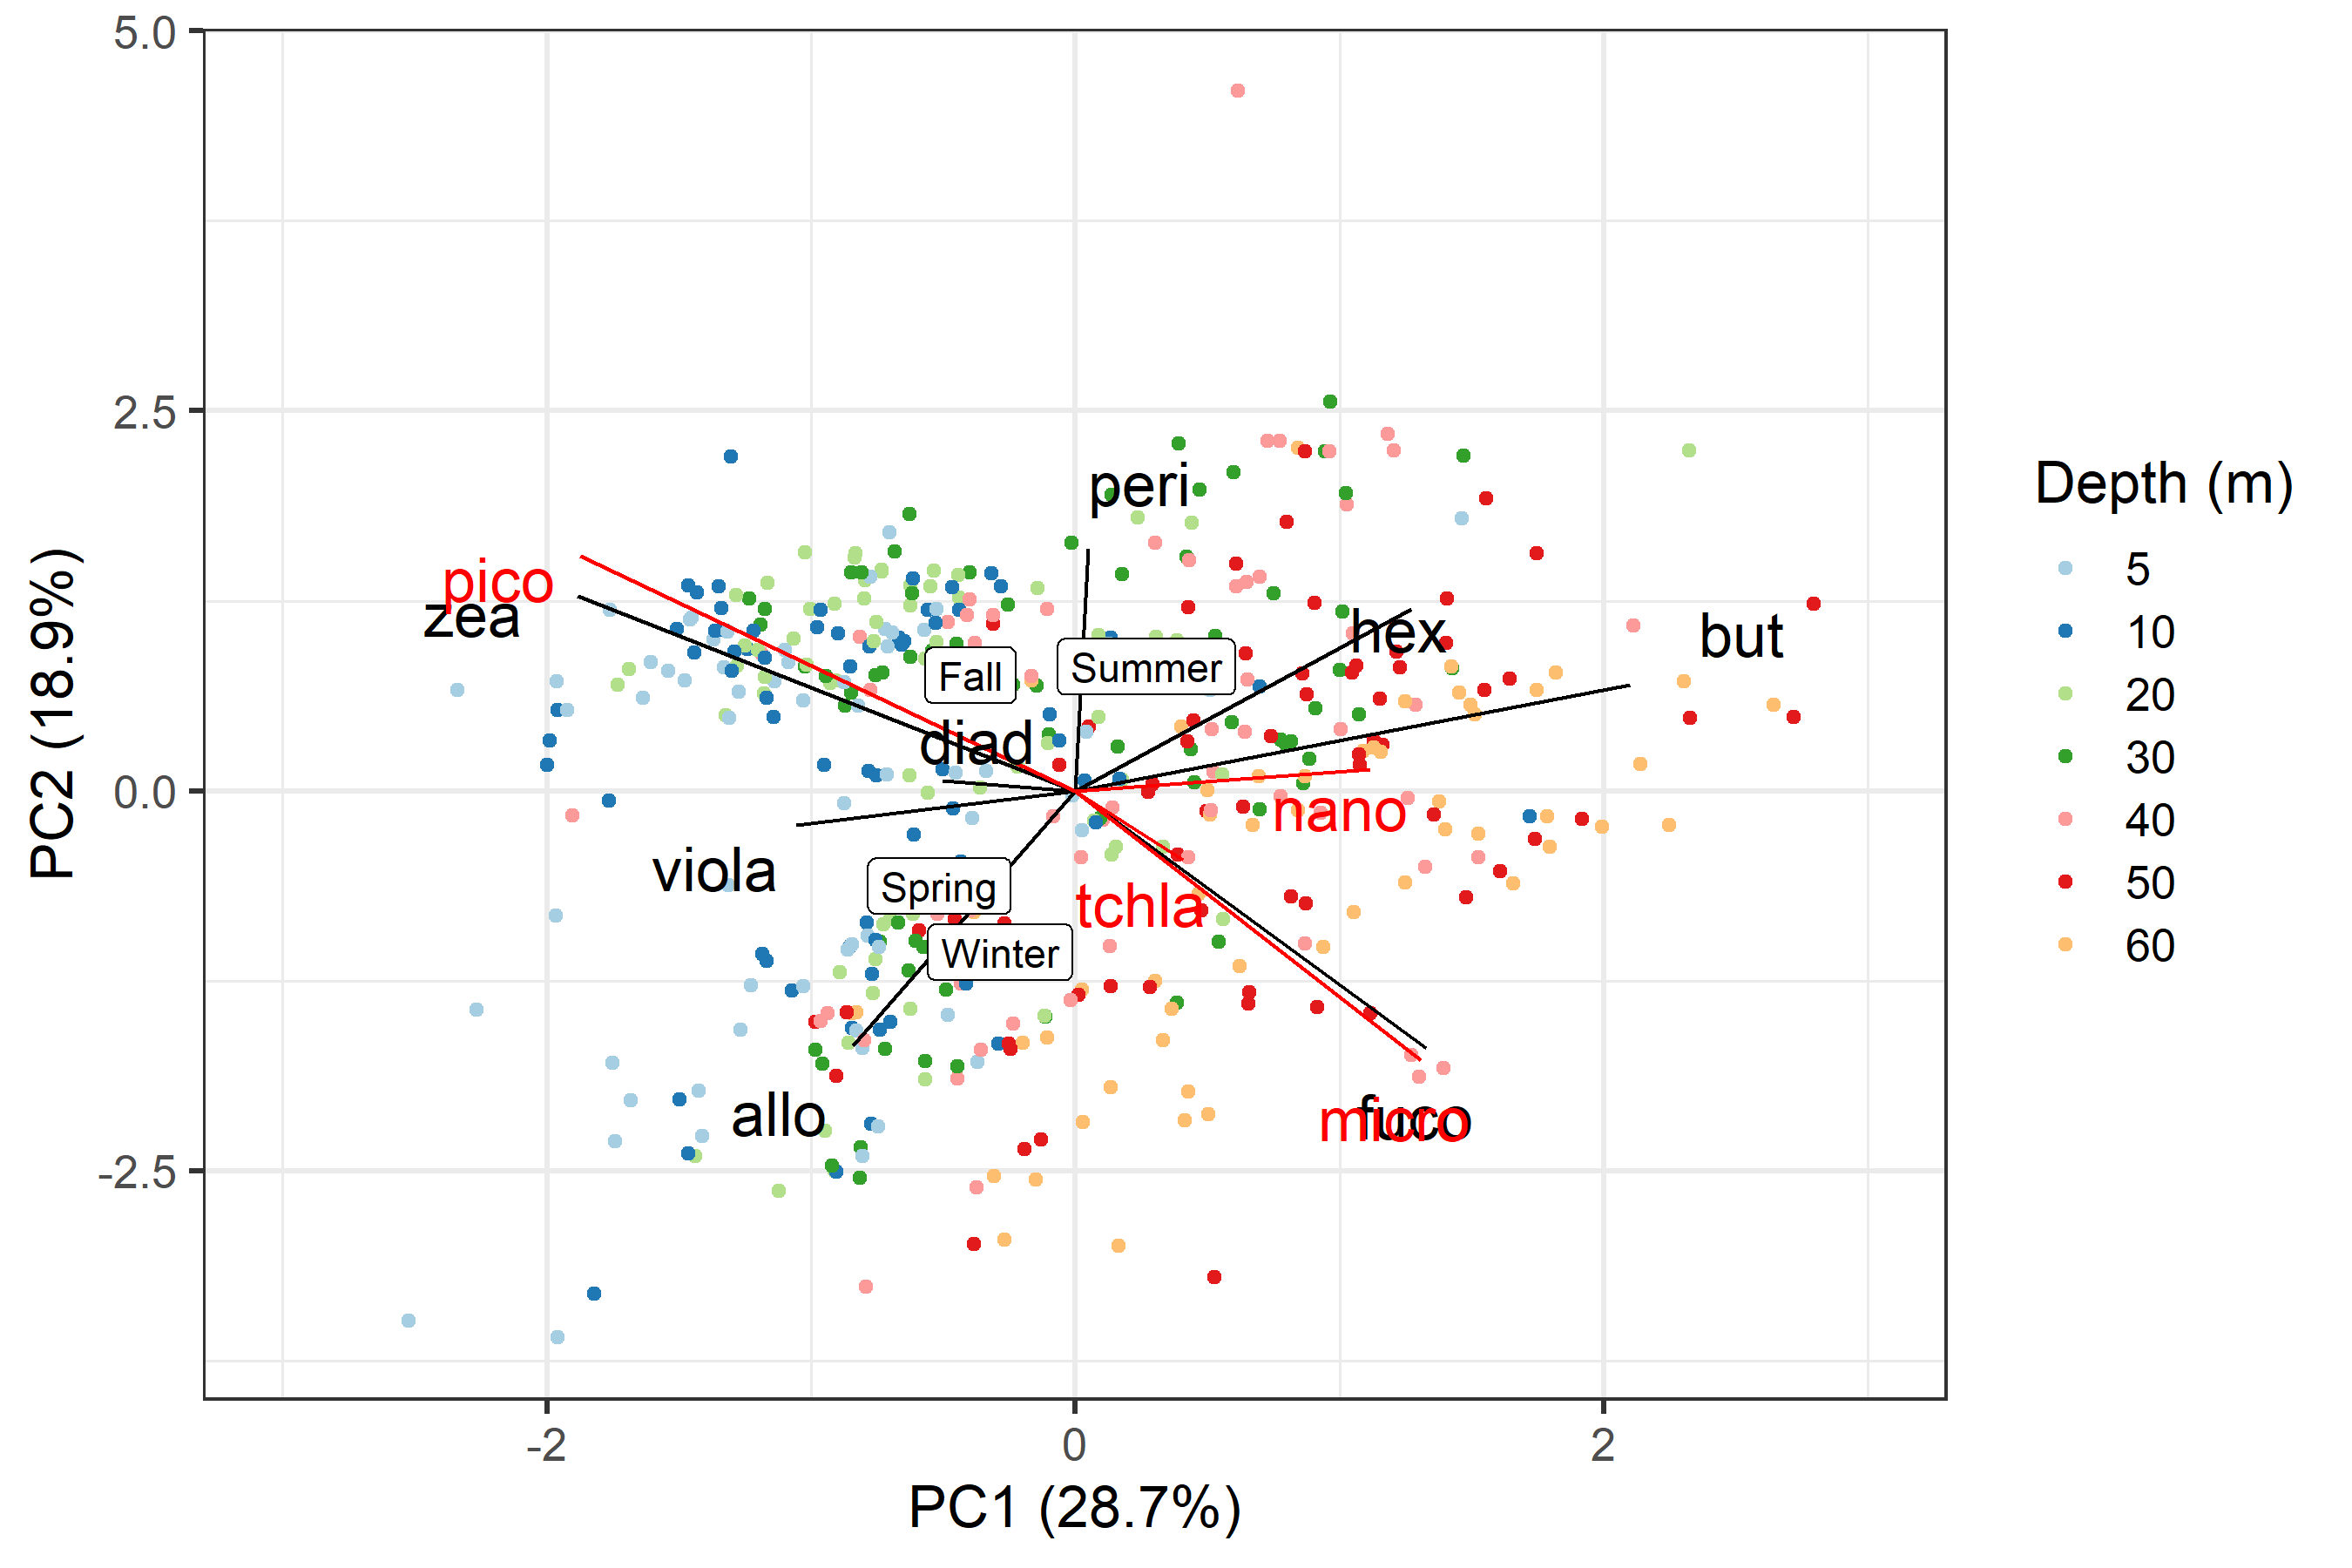 5.0
2.5
0.0
-2.5
PC2 (18.9%)
-2
0
2
PC1 (28.7%)
peri
pico
zea
hex
but
Fall
Summer
diad
nano
viola
Spring
tchla
Winter
allo
micro
fuco
Depth (m)
5
10
20
30
40
50
60